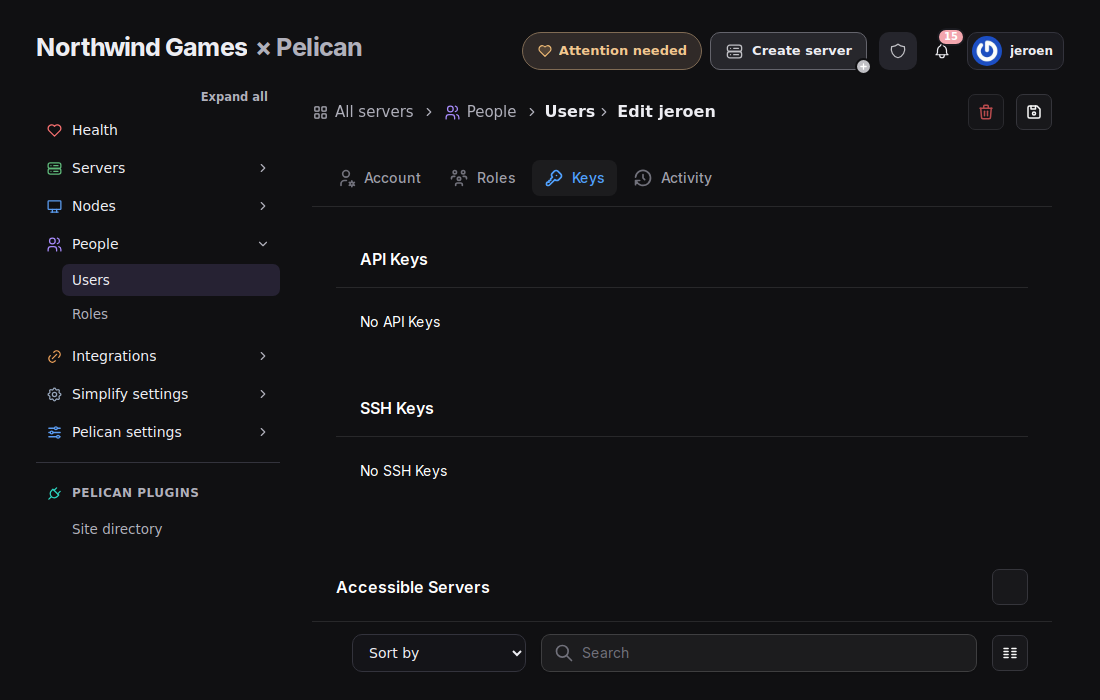 Northwind Games × Pelican
Attention needed
Create server
15
jeroen
Expand all
Health
Servers
Nodes
People
Users
Roles
Integrations
Simplify settings
Pelican settings
PELICAN PLUGINS
Site directory
All servers > People > Users > Edit jeroen
Account
Roles
Keys
Activity
API Keys
No API Keys
SSH Keys
No SSH Keys
Accessible Servers
Sort by
Search